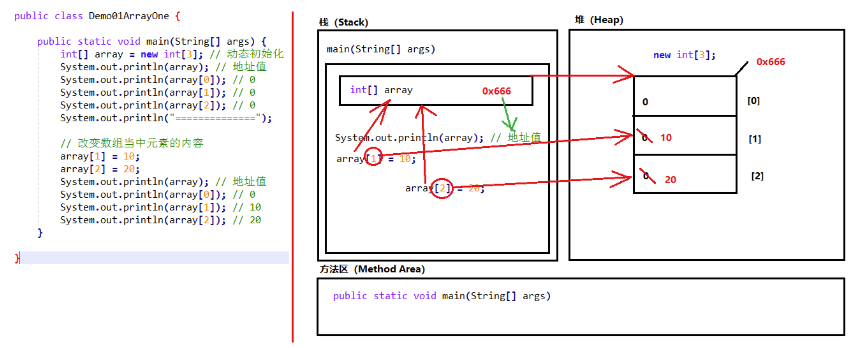 public class Demo01ArrayOne {
public static void main(String[] args) {
int[] array = new int[3]; // 动态初始化
System.out.println(array); // 地址值
System.out.println(array[0]); // 0
System.out.println(array[1]); // 0
System.out.println(array[2]); // 0
System.out.println("==============");
// 改变数组当中元素的内容
array[1] = 10;
array[2] = 20;
System.out.println(array); // 地址值
System.out.println(array[0]); // 0
System.out.println(array[1]); // 10
System.out.println(array[2]); // 20
}
}
栈（Stack）
main(String[] args)
int[] array 0x666
System.out.println(array); // 地址值
array[1] = 10;
array[2] = 20;
堆（Heap）
new int[3];
0x666
0 [0]
0 10 [1]
0 20 [2]
方法区（Method Area）
public static void main(String[] args)